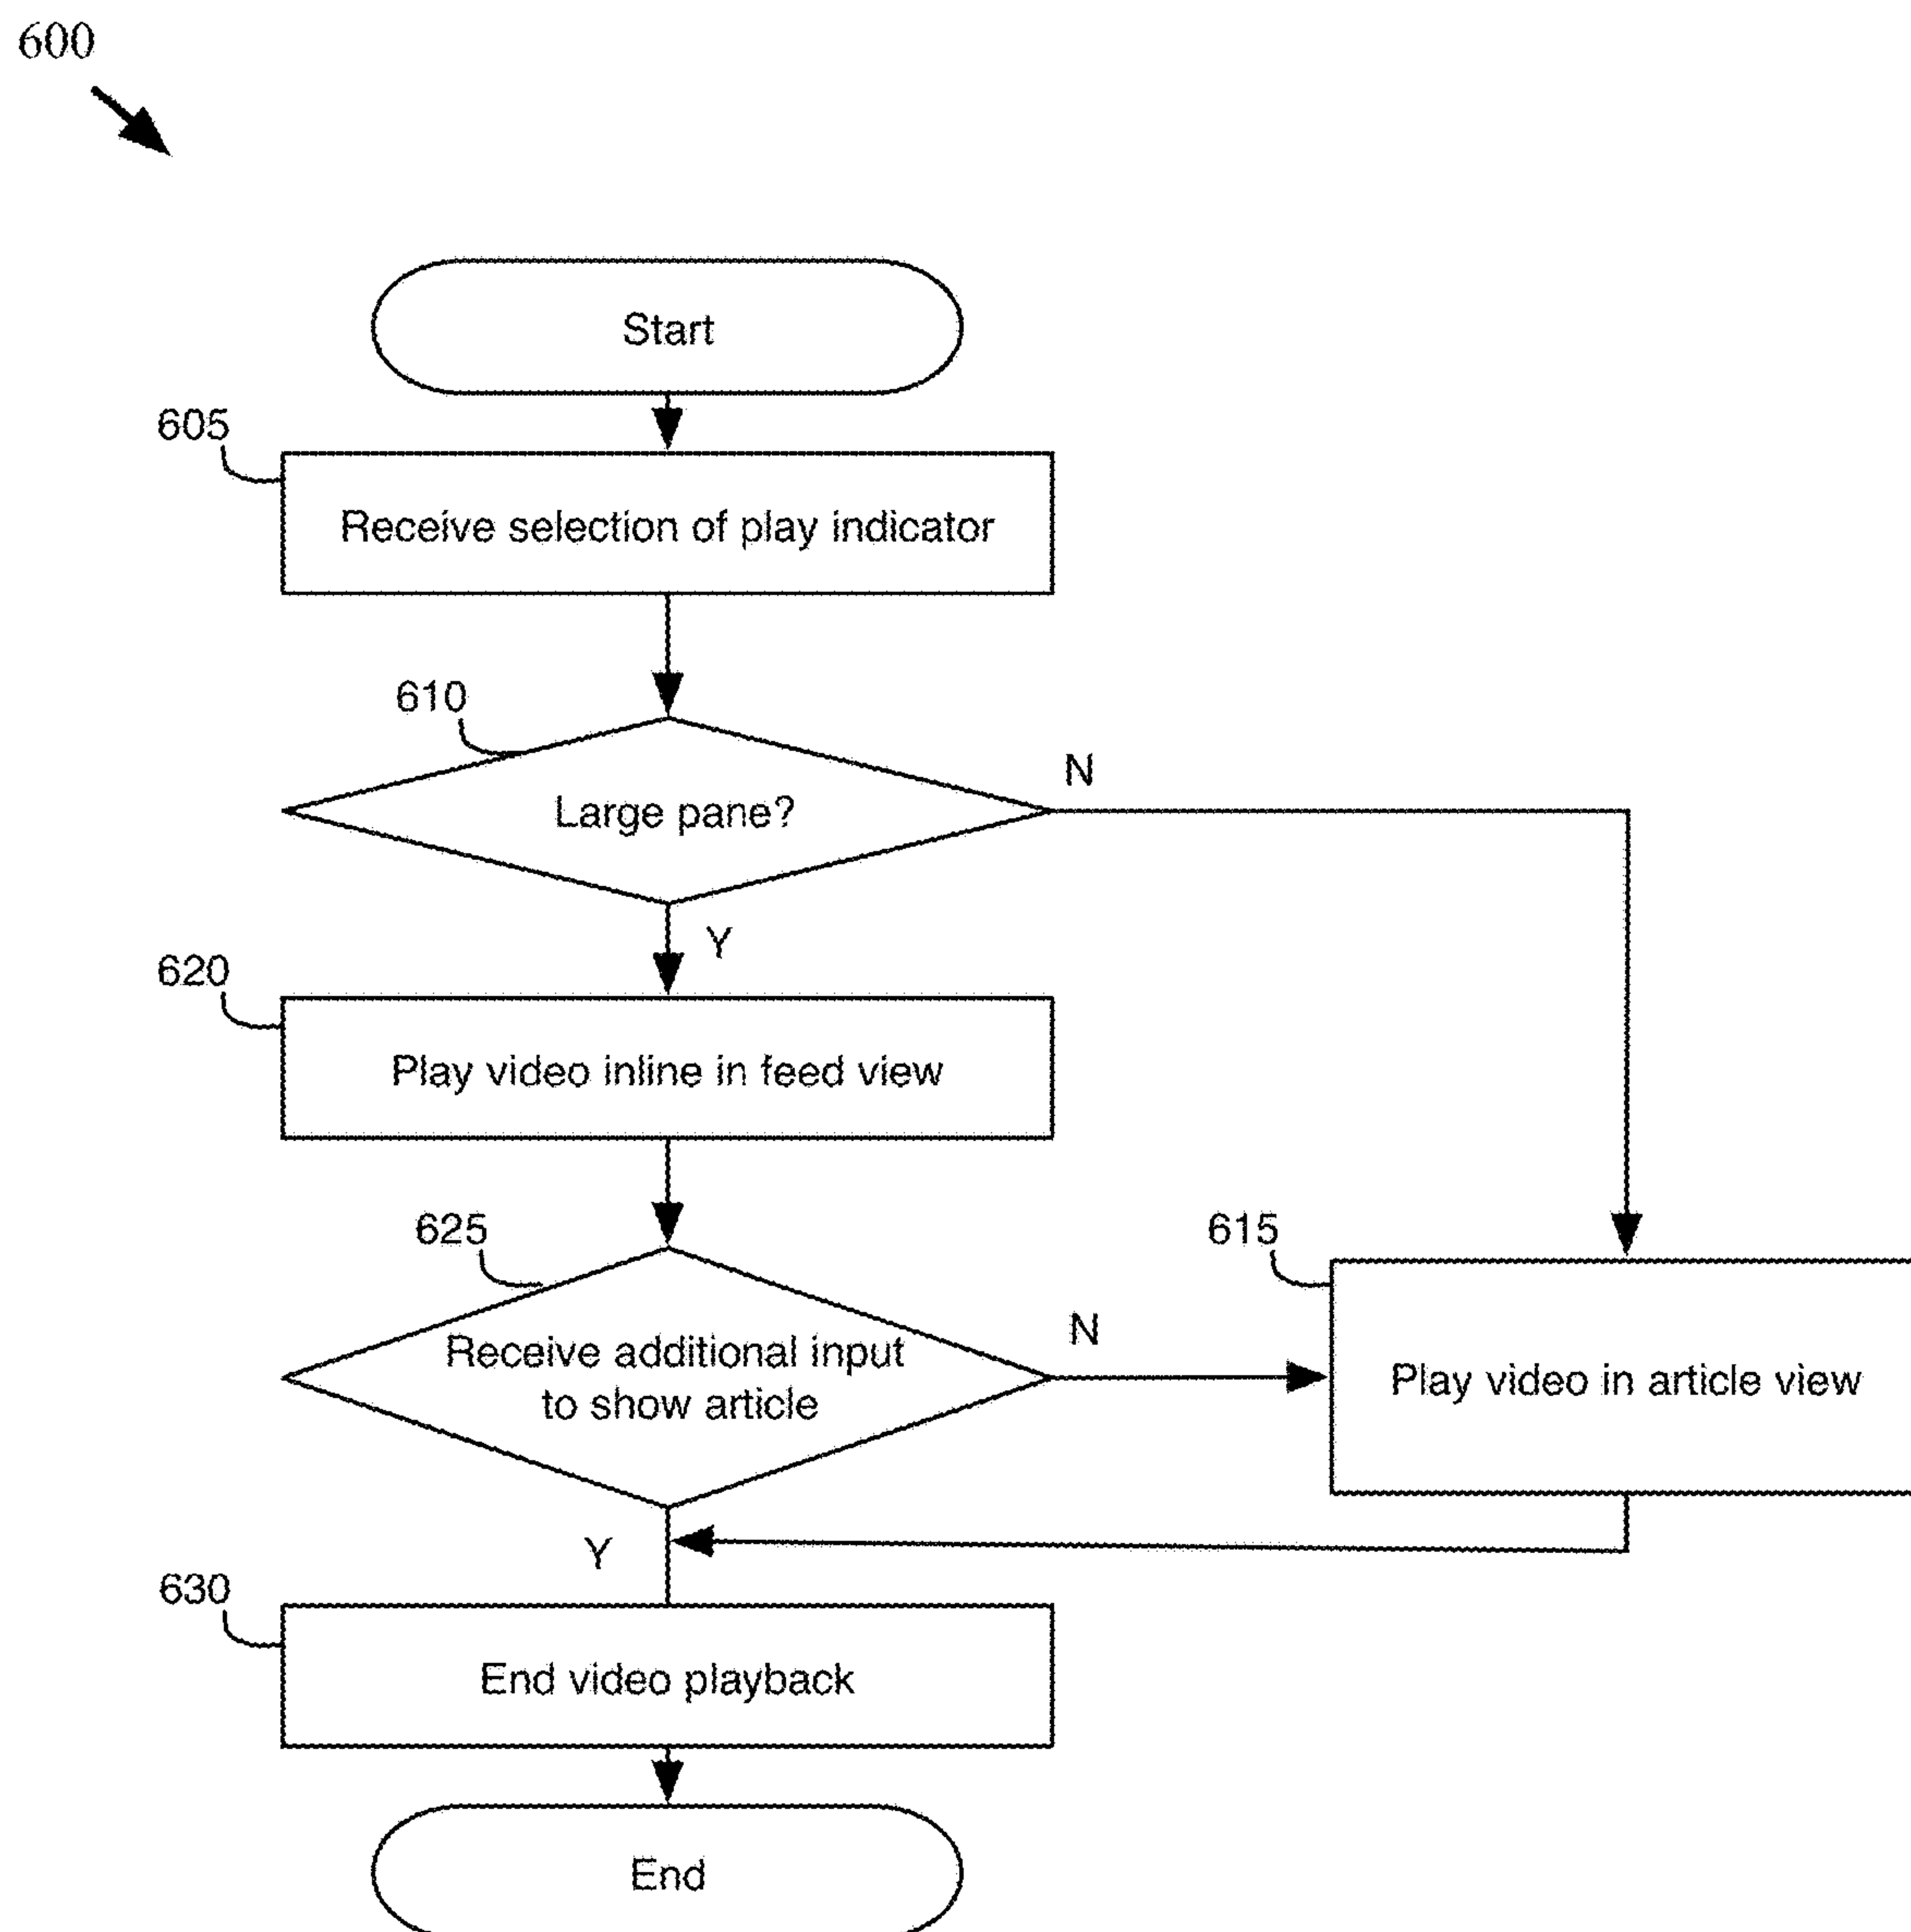 600
Start
605
Receive selection of play indicator
610
N
Large pane?
Y
620
Play video inline in feed view
625
615
N
Receive additional input
to show article
Play video in article view
Y
630
End video playback
End